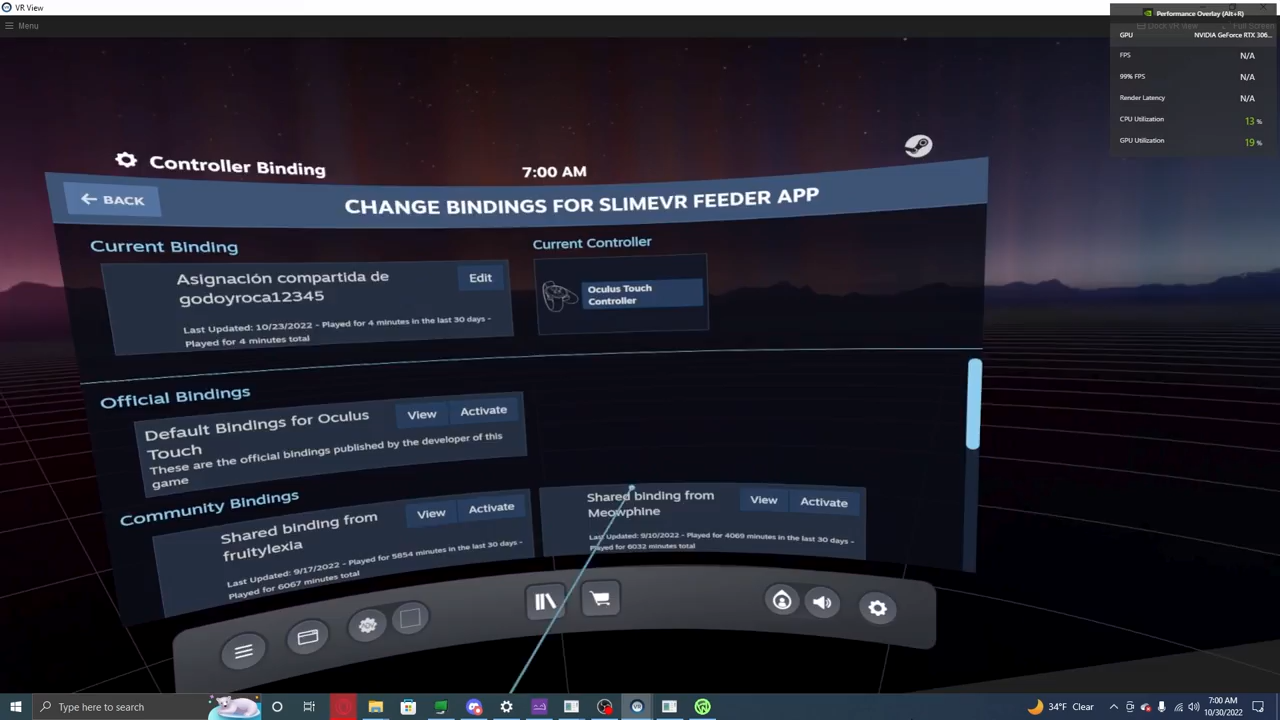 VR View
Menu
Performance Overlay (Alt+R)
Dock VR View
Full Screen
GPU NVIDIA GeForce RTX 306...
FPS N/A
99% FPS N/A
Render Latency N/A
CPU Utilization 13 %
GPU Utilization 19 %
Controller Binding 7:00 AM
BACK CHANGE BINDINGS FOR SLIMEVR FEEDER APP
Current Binding
Asignación compartida de
godoyroca12345
Edit
Last Updated: 10/23/2022 - Played for 4 minutes in the last 30 days -
Played for 4 minutes total
Current Controller
Oculus Touch
Controller
Official Bindings
Default Bindings for Oculus
Touch
View Activate
These are the official bindings published by the developer of this
game
Community Bindings
Shared binding from
fruitylexia
View Activate
Last Updated: 9/17/2022 - Played for 5854 minutes in the last 30 days -
Played for 6067 minutes total
Shared binding from
Meowphine
View Activate
Last Updated: 9/10/2022 - Played for 4069 minutes in the last 30 days -
Played for 6032 minutes total
Type here to search
34°F Clear
7:00 AM
10/30/2022